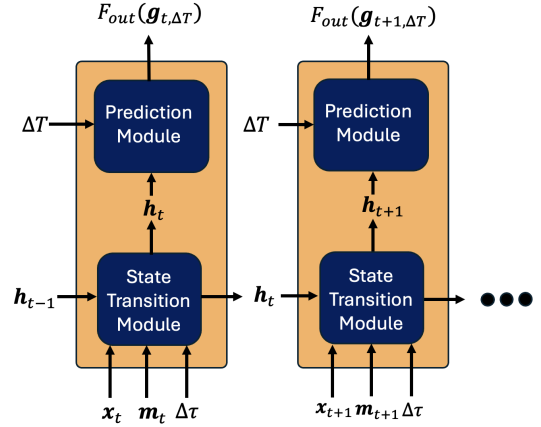 F_out(g_t,ΔT)
Prediction
Module
ΔT
h_t
State
Transition
Module
h_t−1
x_t m_t Δτ
F_out(g_t+1,ΔT)
Prediction
Module
ΔT
h_t+1
State
Transition
Module
h_t
x_t+1 m_t+1 Δτ